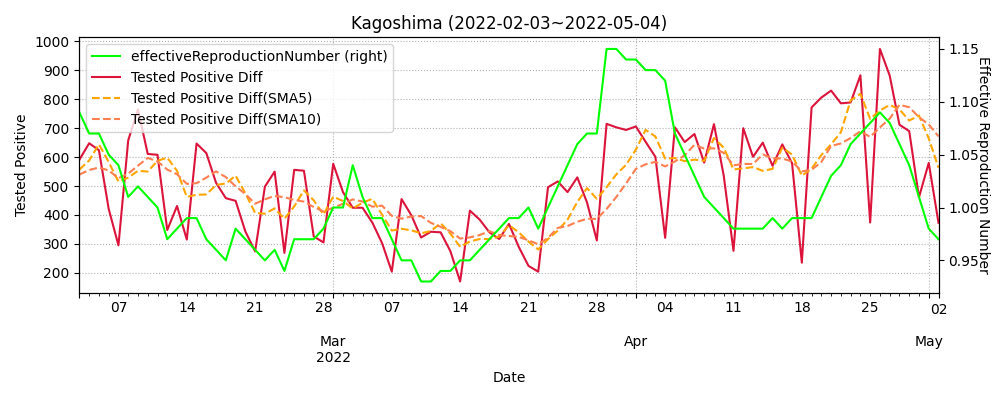 Kagoshima (2022-02-03~2022-05-04)
effectiveReproductionNumber (right)
Tested Positive Diff
Tested Positive Diff(SMA5)
Tested Positive Diff(SMA10)
Tested Positive
1000
900
800
700
600
500
400
300
200
1.15
1.10
1.05
1.00
0.95
Effective Reproduction Number
07 14 21 28 07 14 21 28 04 11 18 25 02
Mar Apr May
2022
Date